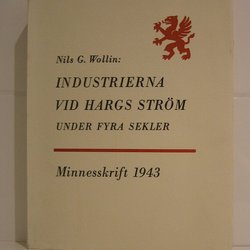 Nils G. Wollin:
INDUSTRIERNA
VID HARGS STRÖM
UNDER FYRA SEKLER
Minnesskrift 1943